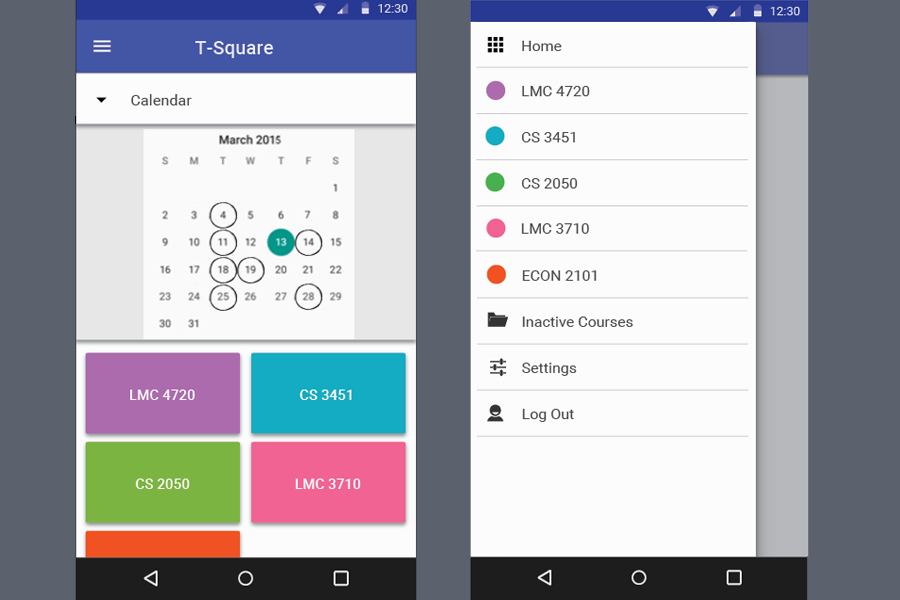 12:30
T-Square
Calendar
March 2015
S M T W T F S
1
2 3 4 5 6 7 8
9 10 11 12 13 14 15
16 17 18 19 20 21 22
23 24 25 26 27 28 29
30 31
LMC 4720
CS 3451
CS 2050
LMC 3710
12:30
Home
LMC 4720
CS 3451
CS 2050
LMC 3710
ECON 2101
Inactive Courses
Settings
Log Out